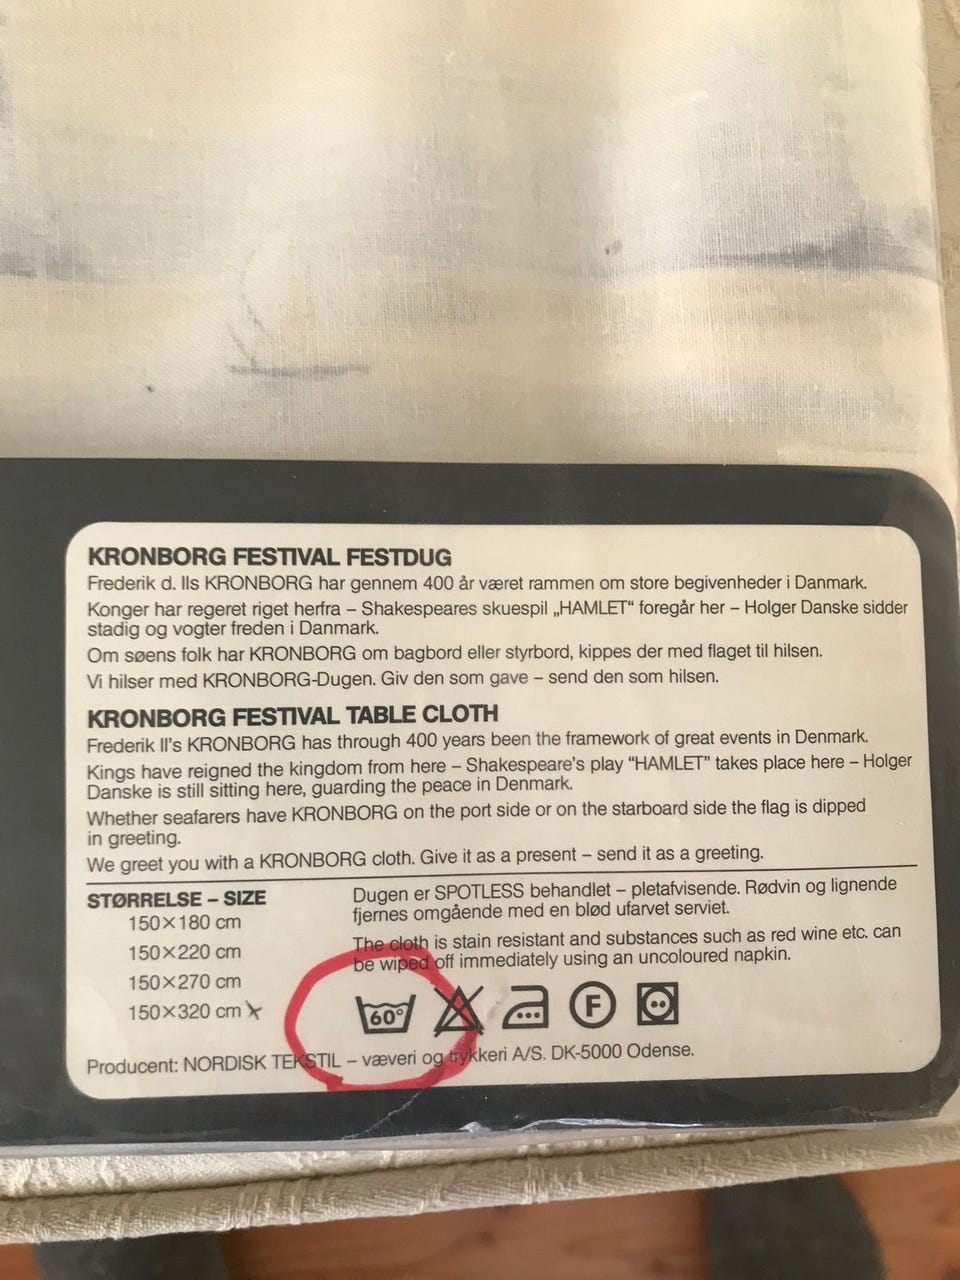 KRONBORG FESTIVAL FESTDUG
Frederik d. IIs KRONBORG har gennem 400 år været rammen om store begivenheder i Danmark.
Konger har regeret riget herfra – Shakespeares skuespil „HAMLET“ foregår her – Holger Danske sidder
stadig og vogter freden i Danmark.
Om søens folk har KRONBORG om bagbord eller styrbord, kippes der med flaget til hilsen.
Vi hilser med KRONBORG-Dugen. Giv den som gave – send den som hilsen.
KRONBORG FESTIVAL TABLE CLOTH
Frederik II's KRONBORG has through 400 years been the framework of great events in Denmark.
Kings have reigned the kingdom from here – Shakespeare's play “HAMLET” takes place here – Holger
Danske is still sitting here, guarding the peace in Denmark.
Whether seafarers have KRONBORG on the port side or on the starboard side the flag is dipped
in greeting.
We greet you with a KRONBORG cloth. Give it as a present – send it as a greeting.
STØRRELSE – SIZE
150×180 cm
150×220 cm
150×270 cm
150×320 cm
Dugen er SPOTLESS behandlet – pletafvisende. Rødvin og lignende
fjernes omgående med en blød ufarvet serviet.
The cloth is stain resistant and substances such as red wine etc. can
be wiped off immediately using an uncoloured napkin.
60° F
Producent: NORDISK TEKSTIL – væveri og trykkeri A/S. DK-5000 Odense.